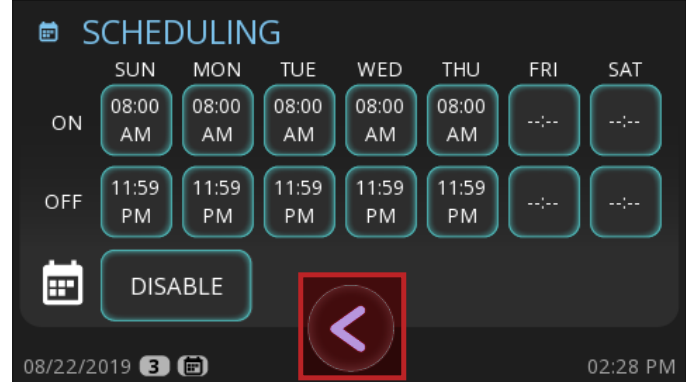 SCHEDULING
SUN MON TUE WED THU FRI SAT
ON 08:00 AM 08:00 AM 08:00 AM 08:00 AM 08:00 AM --:-- --:--
OFF 11:59 PM 11:59 PM 11:59 PM 11:59 PM 11:59 PM --:-- --:--
DISABLE
<
08/22/2019 3 02:28 PM